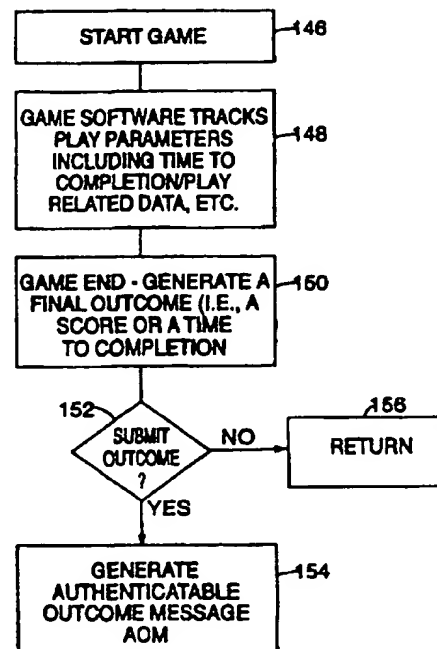 START GAME
146
GAME SOFTWARE TRACKS
PLAY PARAMETERS
INCLUDING TIME TO
COMPLETION/PLAY
RELATED DATA, ETC.
148
GAME END - GENERATE A
FINAL OUTCOME (I.E., A
SCORE OR A TIME
TO COMPLETION
150
152
SUBMIT
OUTCOME
?
NO
156
RETURN
YES
GENERATE
AUTHENTICATABLE
OUTCOME MESSAGE
AOM
154